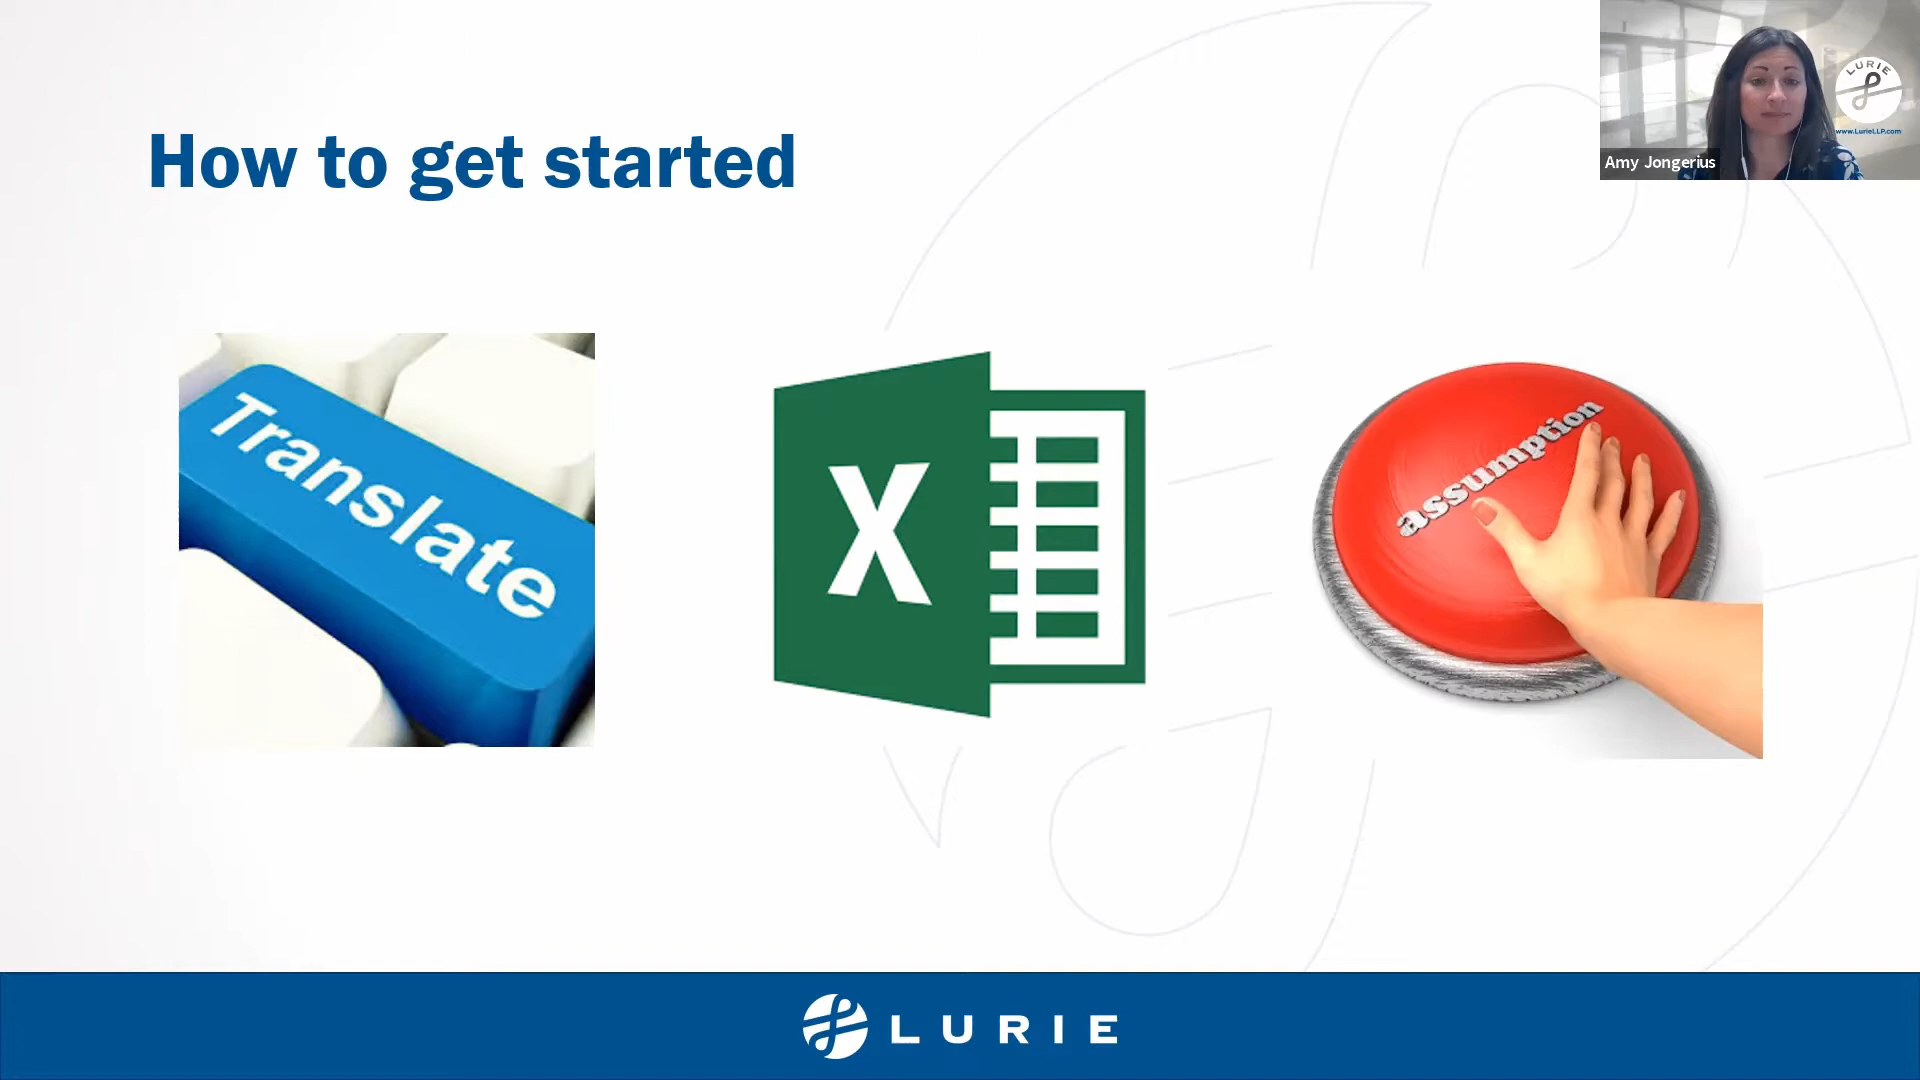 How to get started
LURIE
www.LurieLLP.com
Amy Jongerius
Translate
X
assumption
LURIE